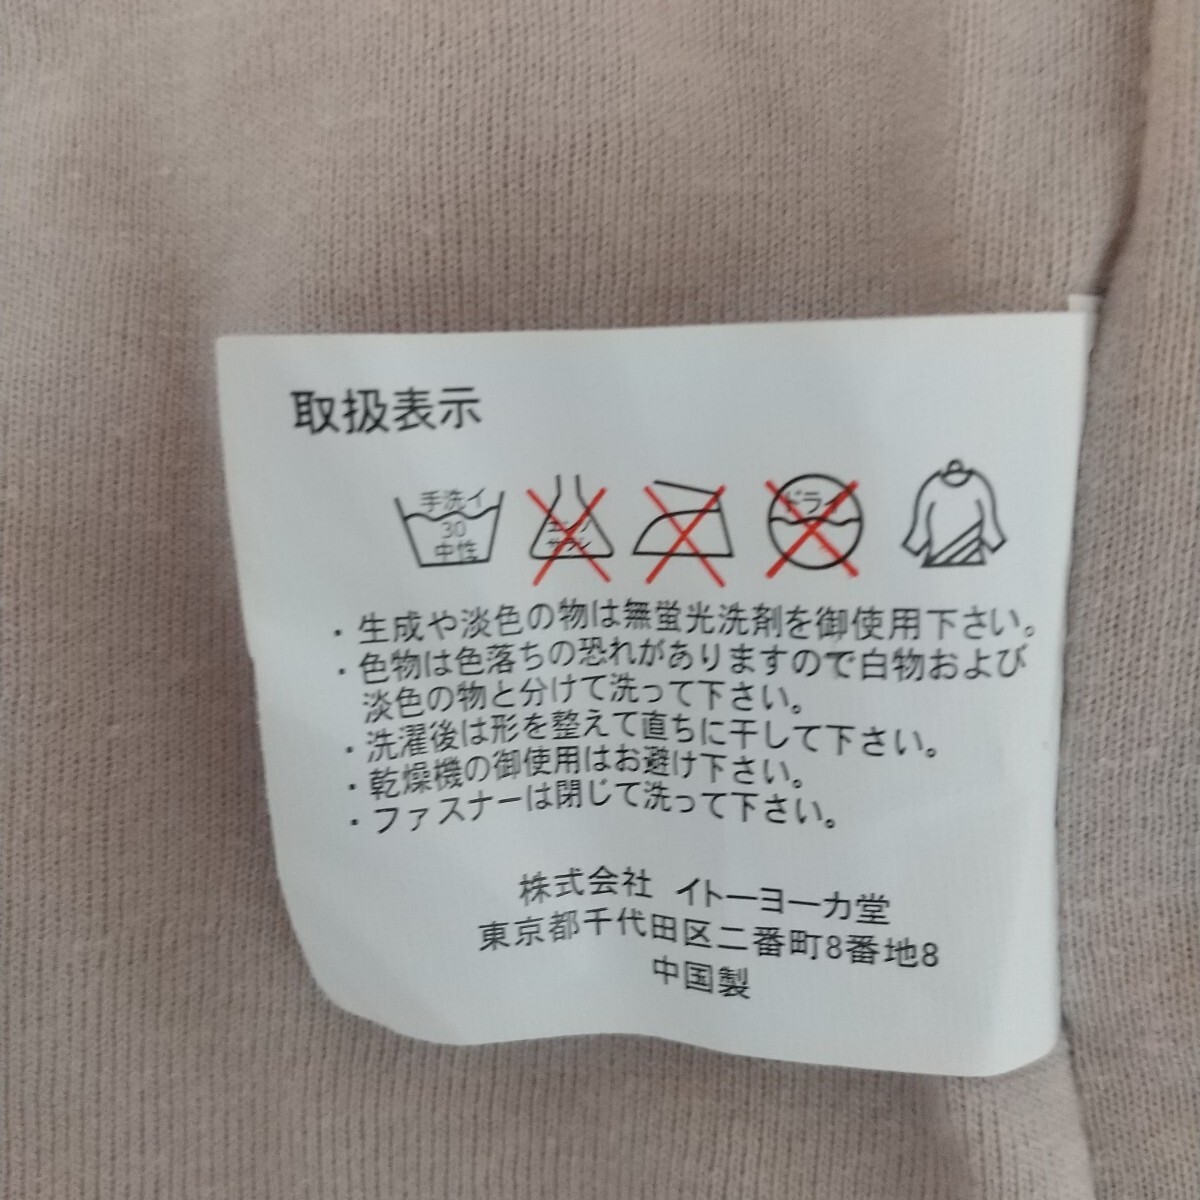 取扱表示
手洗イ
30
中性
エンソ
サラシ
ドライ
・生成や淡色の物は無蛍光洗剤を御使用下さい。
・色物は色落ちの恐れがありますので白物および
淡色の物と分けて洗って下さい。
・洗濯後は形を整えて直ちに干して下さい。
・乾燥機の御使用はお避け下さい。
・ファスナーは閉じて洗って下さい。
株式会社 イトーヨーカ堂
東京都千代田区二番町8番地8
中国製